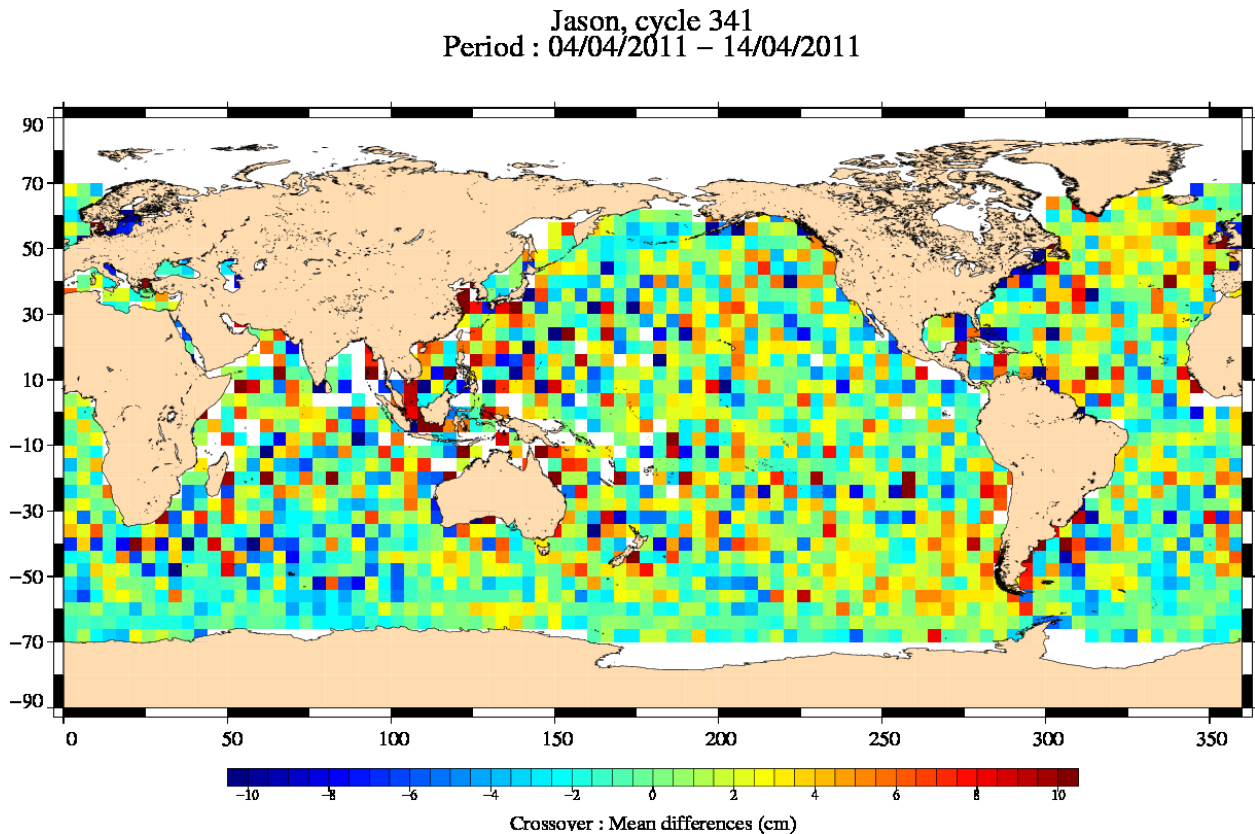 Jason, cycle 341
Period : 04/04/2011 – 14/04/2011
90
70
50
30
10
−10
−30
−50
−70
−90
0 50 100 150 200 250 300 350
−10 −8 −6 −4 −2 0 2 4 6 8 10
Crossover : Mean differences (cm)